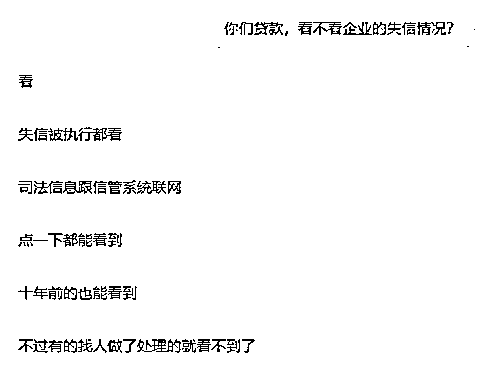 你们贷款，看不看企业的失信情况？
看
失信被执行都看
司法信息跟信管系统联网
点一下都能看到
十年前的也能看到
不过有的找人做了处理的就看不到了